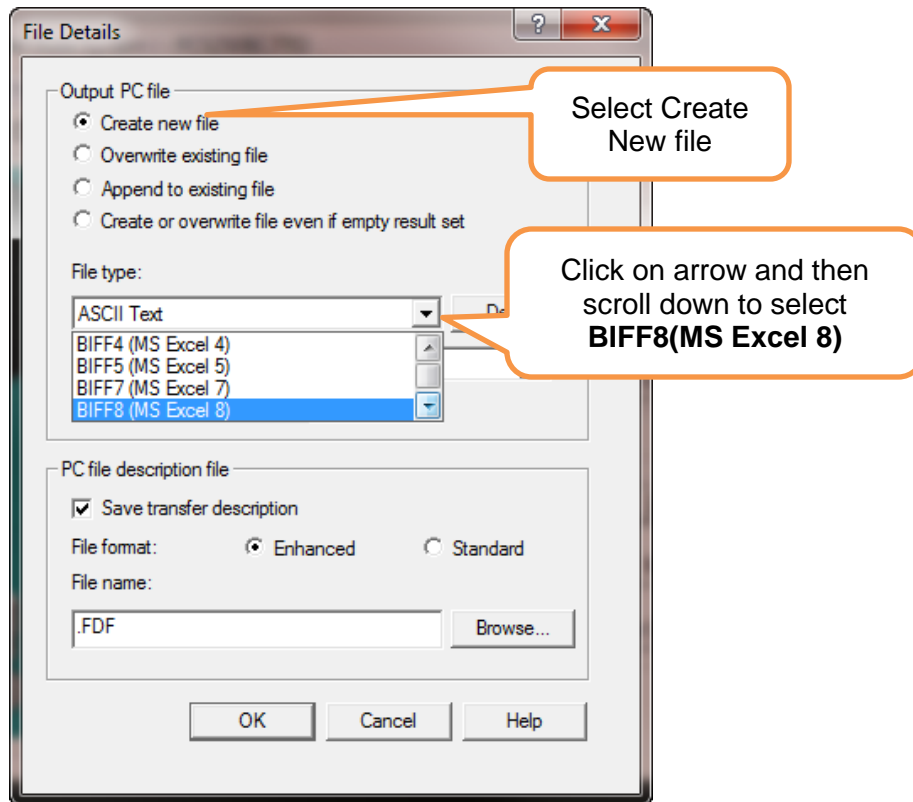 File Details
Output PC file
Create new file
Overwrite existing file
Append to existing file
Create or overwrite file even if empty result set
Select Create
New file
File type:
ASCII Text
BIFF4 (MS Excel 4)
BIFF5 (MS Excel 5)
BIFF7 (MS Excel 7)
BIFF8 (MS Excel 8)
Click on arrow and then
scroll down to select
BIFF8(MS Excel 8)
PC file description file
Save transfer description
File format:
Enhanced
Standard
File name:
.FDF
Browse...
OK
Cancel
Help